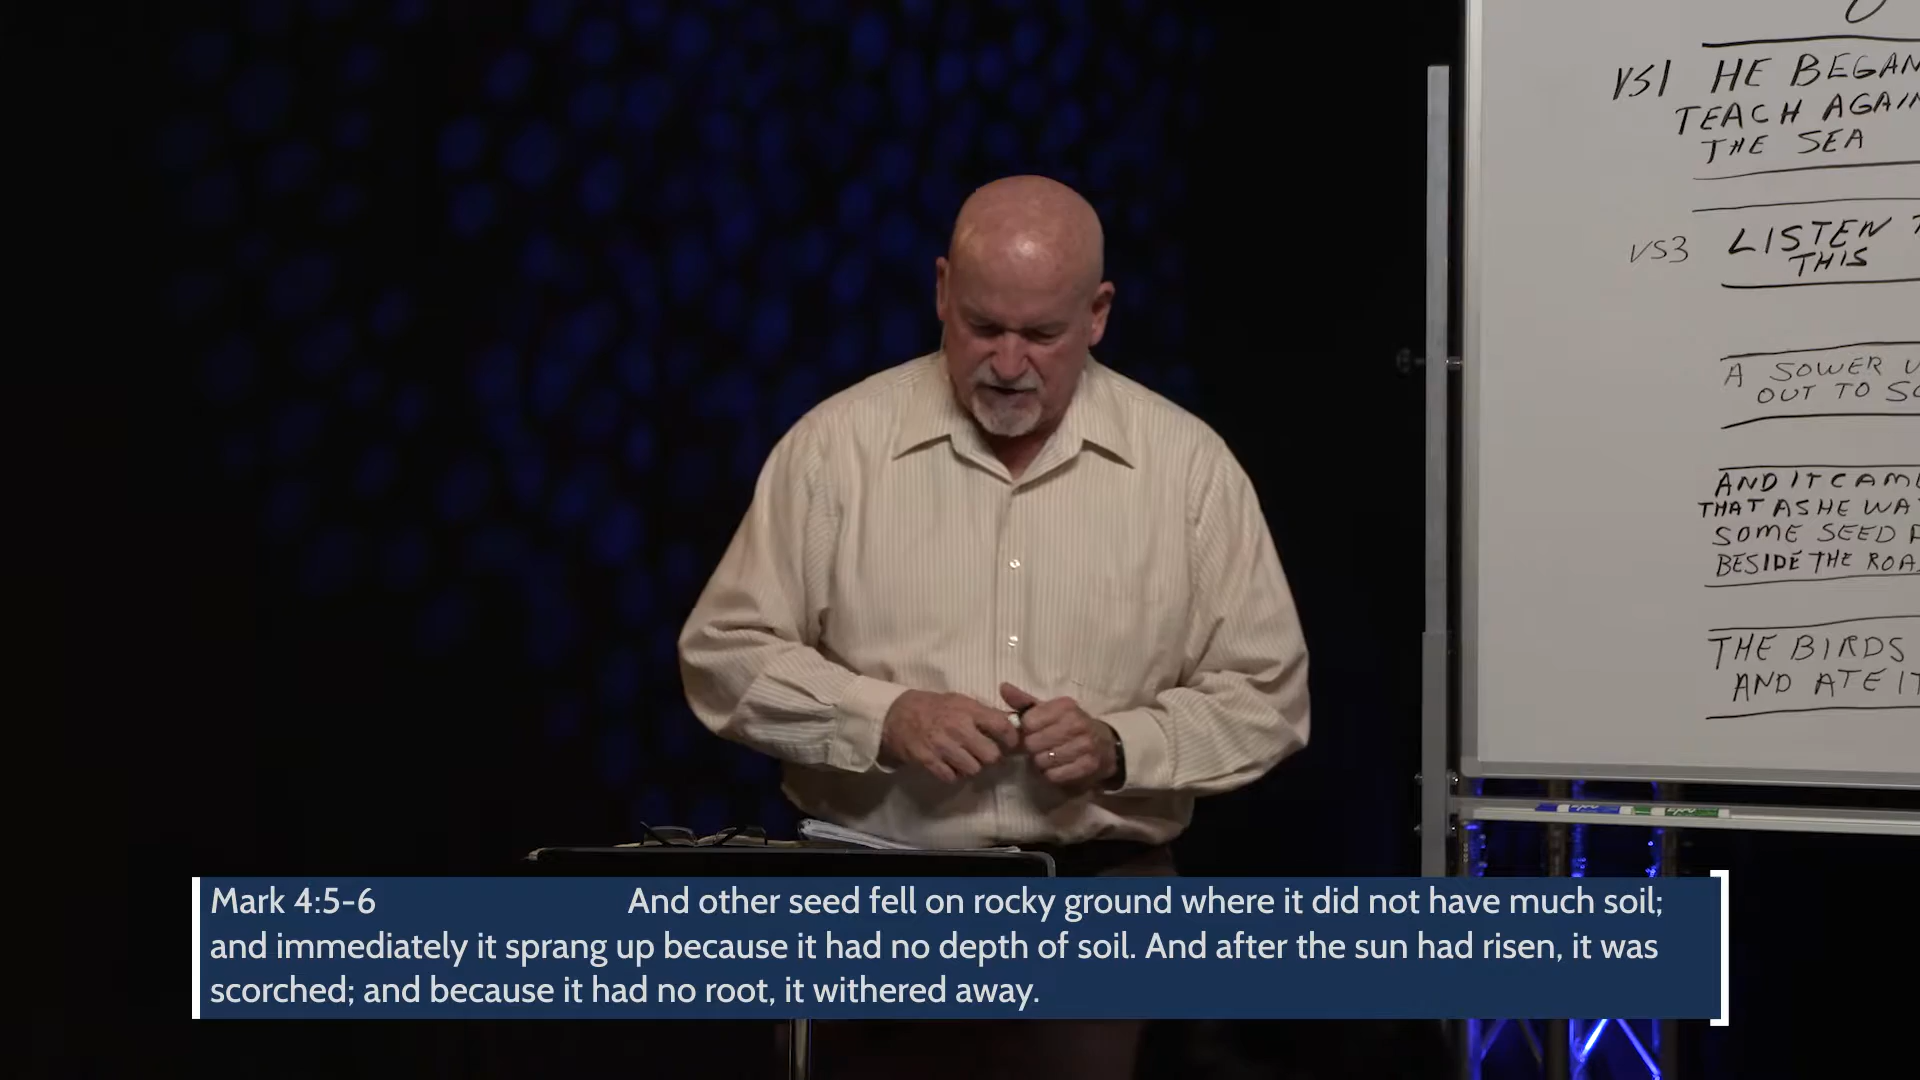 VS1 HE BEGAN
TEACH AGAIN
THE SEA
VS3 LISTEN
THIS
A SOWER
OUT TO
AND IT CAME
THAT AS HE WA
SOME SEED
BESIDE THE ROA
THE BIRDS
AND ATE IT
Mark 4:5-6 And other seed fell on rocky ground where it did not have much soil;
and immediately it sprang up because it had no depth of soil. And after the sun had risen, it was
scorched; and because it had no root, it withered away.